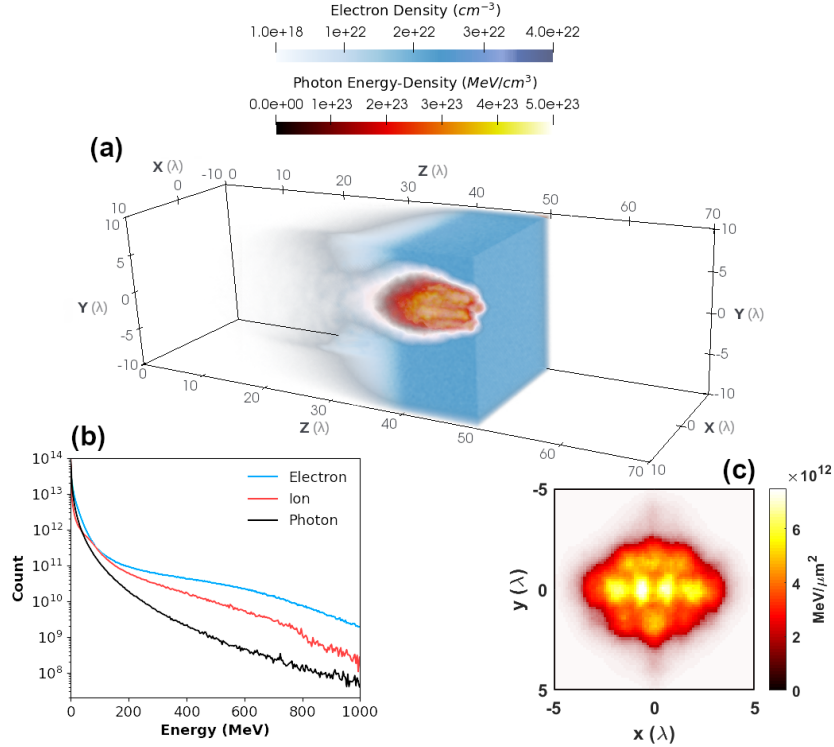 Electron Density (cm⁻³)
1.0e+18 1e+22 2e+22 3e+22 4.0e+22
Photon Energy-Density (MeV/cm³)
0.0e+00 1e+23 2e+23 3e+23 4e+23 5.0e+23
(a)
X (λ)
10 0 -10
Z (λ)
0 10 20 30 40 50 60 70
Y (λ)
10 5 0 -5 -10
Y (λ)
10 5 0 -5 -10
Z (λ)
0 10 20 30 40 50 60 70
X (λ)
-10 0 10
(b)
10¹⁴
10¹³
10¹²
10¹¹
10¹⁰
10⁹
10⁸
Count
Electron
Ion
Photon
0 200 400 600 800 1000
Energy (MeV)
(c)
×10¹²
-5
0
5
y (λ)
-5 0 5
x (λ)
6
4
2
0
MeV/μm²